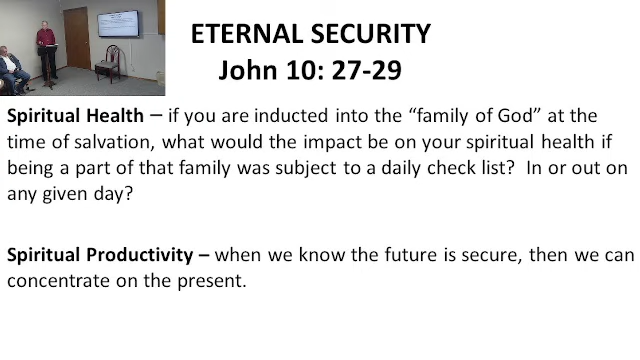 ETERNAL SECURITY
John 10: 27-29
Spiritual Health – if you are inducted into the “family of God” at the
time of salvation, what would the impact be on your spiritual health if
being a part of that family was subject to a daily check list?  In or out on
any given day?
Spiritual Productivity – when we know the future is secure, then we can
concentrate on the present.